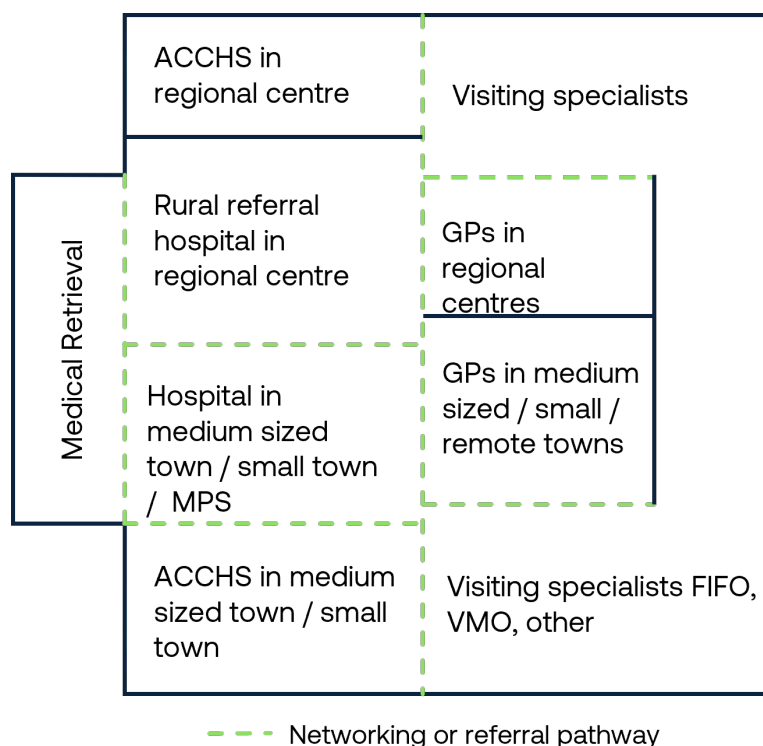 ACCHS in
regional centre
Visiting specialists
Medical Retrieval
Rural referral
hospital in
regional centre
GPs in
regional
centres
Hospital in
medium sized
town / small town
/ MPS
GPs in medium
sized / small /
remote towns
ACCHS in medium
sized town / small
town
Visiting specialists FIFO,
VMO, other
Networking or referral pathway